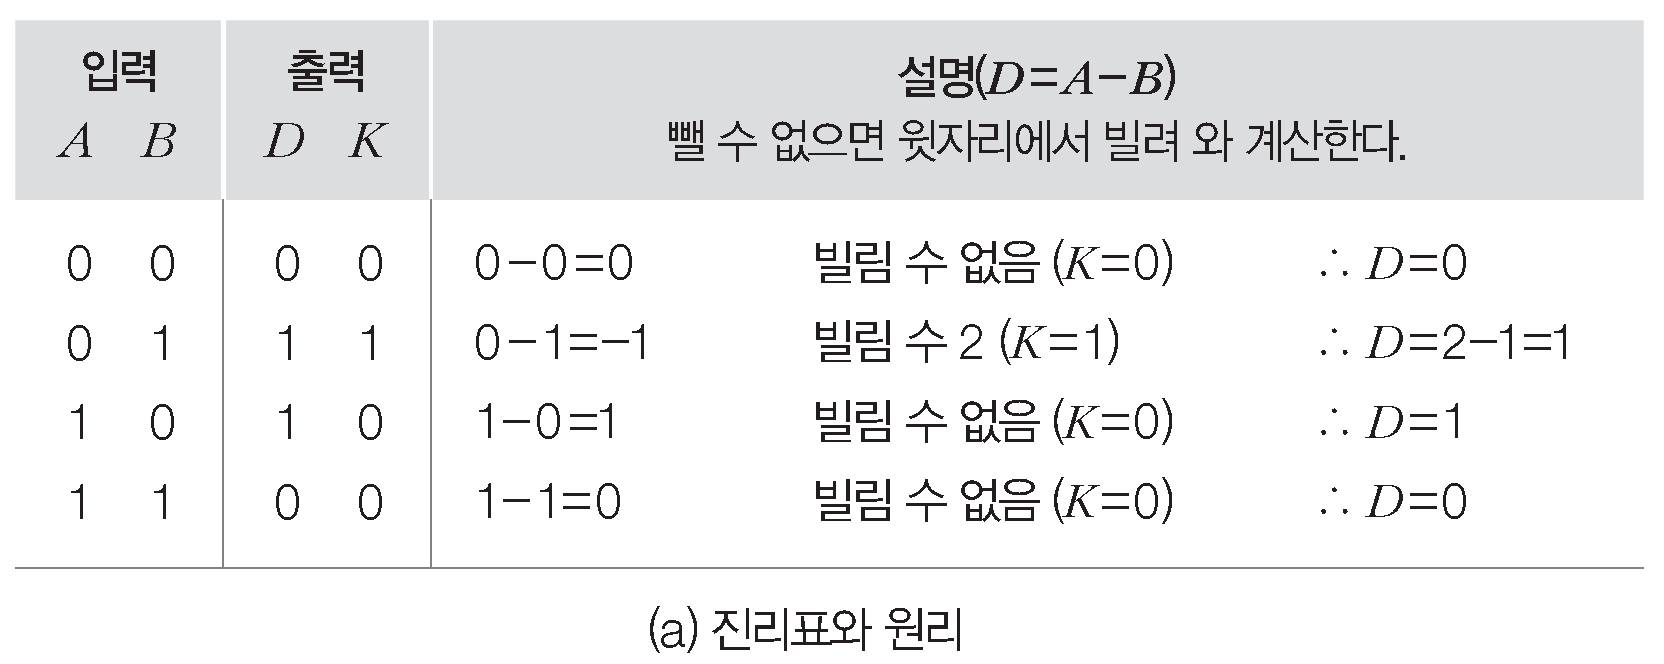 입력 출력 설명(D=A−B)
A B D K 뺄 수 없으면 윗자리에서 빌려 와 계산한다.
0 0 0 0 0−0=0 빌림 수 없음 (K=0) ∴ D=0
0 1 1 1 0−1=−1 빌림 수 2 (K=1) ∴ D=2−1=1
1 0 1 0 1−0=1 빌림 수 없음 (K=0) ∴ D=1
1 1 0 0 1−1=0 빌림 수 없음 (K=0) ∴ D=0
(a) 진리표와 원리